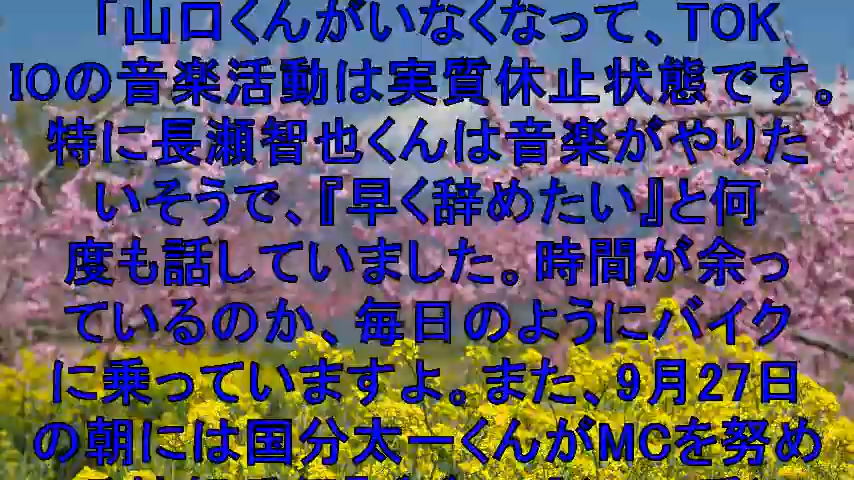 「山口くんがいなくなって、TOK
IOの音楽活動は実質休止状態です。
特に長瀬智也くんは音楽がやりた
いそうで、『早く辞めたい』と何
度も話していました。時間が余っ
ているのか、毎日のようにバイク
に乗っていますよ。また、9月27日
の朝には国分太一くんがMCを努め